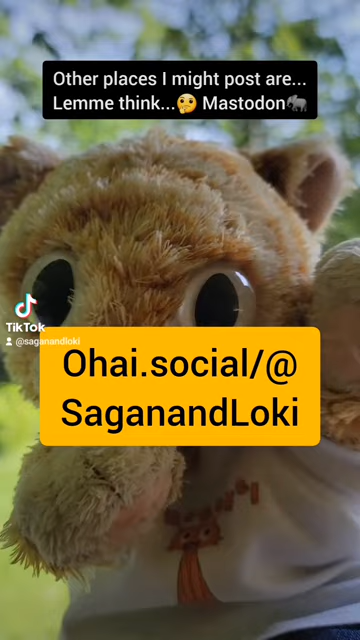 Other places I might post are...
Lemme think...🤔 Mastodon🐘
TikTok
@saganandloki
Ohai.social/@
SaganandLoki